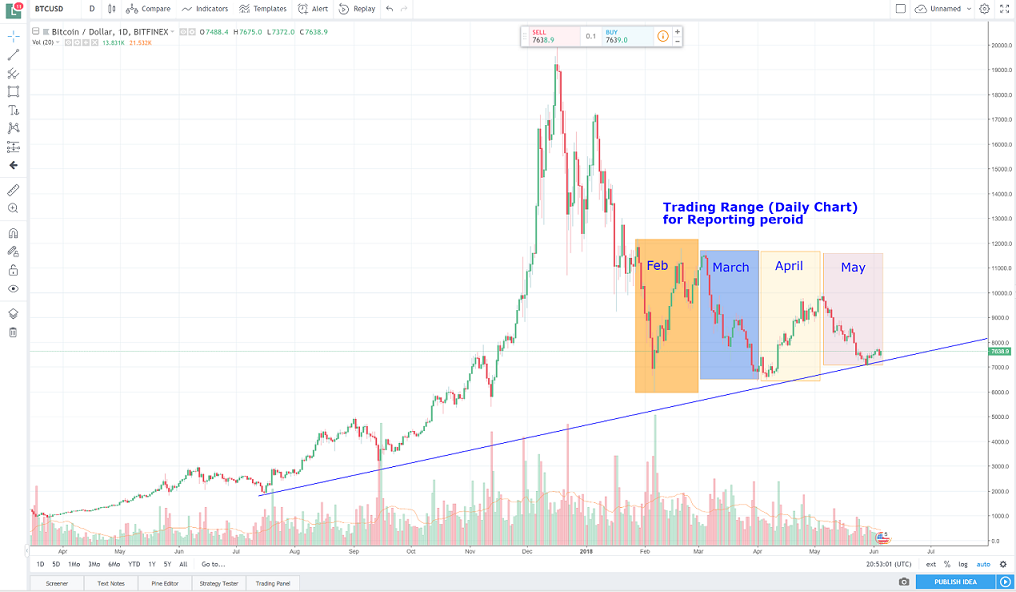 11
BTCUSD D Compare Indicators Templates Alert Replay Unnamed
Bitcoin / Dollar, 1D, BITFINEX O7488.4 H7675.0 L7372.0 C7638.9
Vol (20) 13.831K 21.532K
SELL 7638.9 0.1 BUY 7639.0
20000.0
19000.0
18000.0
17000.0
16000.0
15000.0
14000.0
13000.0
12000.0
11000.0
10000.0
9000.0
8000.0
7638.9
7000.0
6000.0
5000.0
4000.0
3000.0
2000.0
1000.0
0.0
Trading Range (Daily Chart)
for Reporting peroid
Feb March April May
Apr May Jun Jul Aug Sep Oct Nov Dec 2018 Feb Mar Apr May Jun Jul
1D 5D 1Mo 3Mo 6Mo YTD 1Y 5Y All Go to... 20:53:01 (UTC) ext % log auto
Screener Text Notes Pine Editor Strategy Tester Trading Panel PUBLISH IDEA